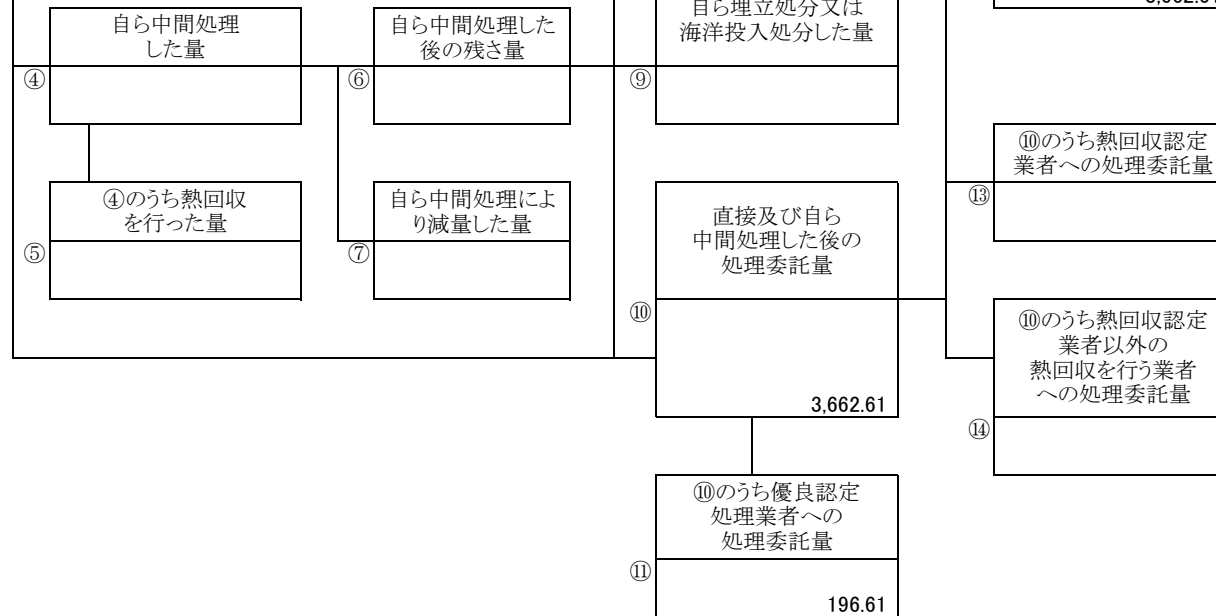 自ら中間処理
した量
④
自ら中間処理した
後の残さ量
⑥
自ら埋立処分又は
海洋投入処分した量
⑨
⑩のうち熱回収認定
業者への処理委託量
⑬
④のうち熱回収
を行った量
⑤
自ら中間処理によ
り減量した量
⑦
直接及び自ら
中間処理した後の
処理委託量
⑩
3,662.61
⑩のうち熱回収認定
業者以外の
熱回収を行う業者
への処理委託量
⑭
⑩のうち優良認定
処理業者への
処理委託量
⑪
196.61